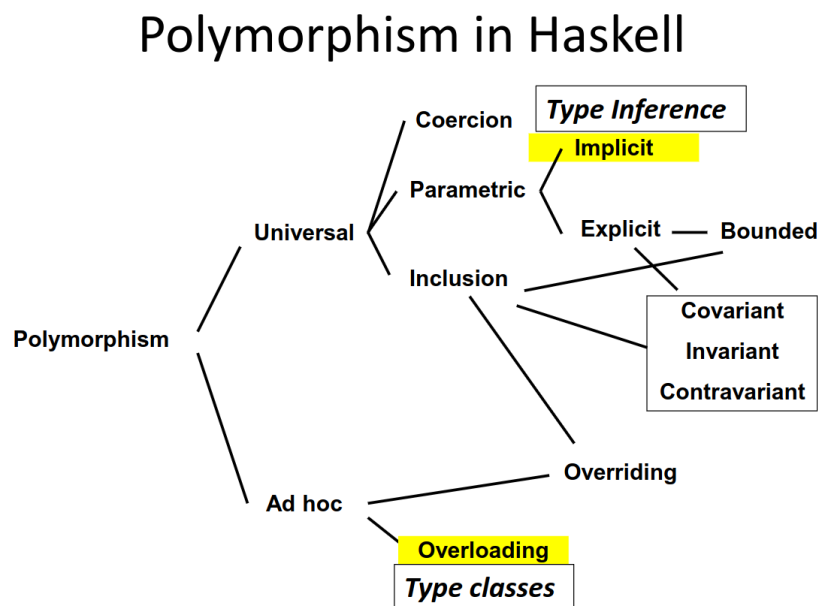 Polymorphism in Haskell
Type Inference
Coercion
Implicit
Parametric
Explicit
Bounded
Universal
Inclusion
Covariant
Polymorphism
Invariant
Contravariant
Overriding
Ad hoc
Overloading
Type classes